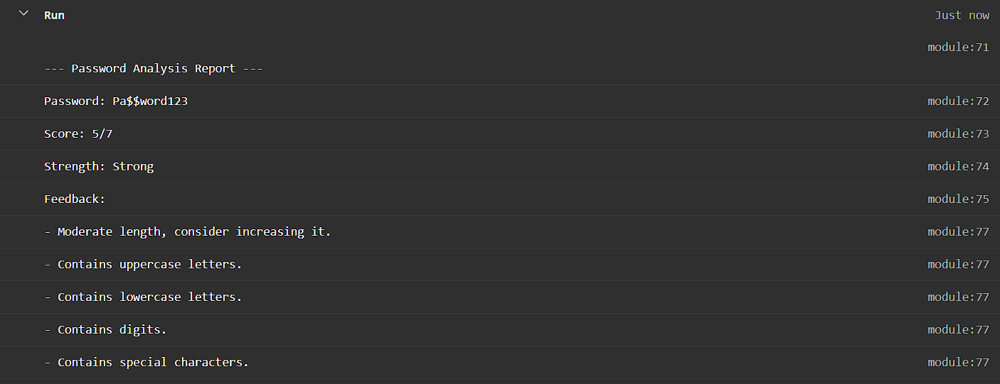 Run Just now
module:71
--- Password Analysis Report ---
Password: Pa$$word123 module:72
Score: 5/7 module:73
Strength: Strong module:74
Feedback: module:75
- Moderate length, consider increasing it. module:77
- Contains uppercase letters. module:77
- Contains lowercase letters. module:77
- Contains digits. module:77
- Contains special characters. module:77